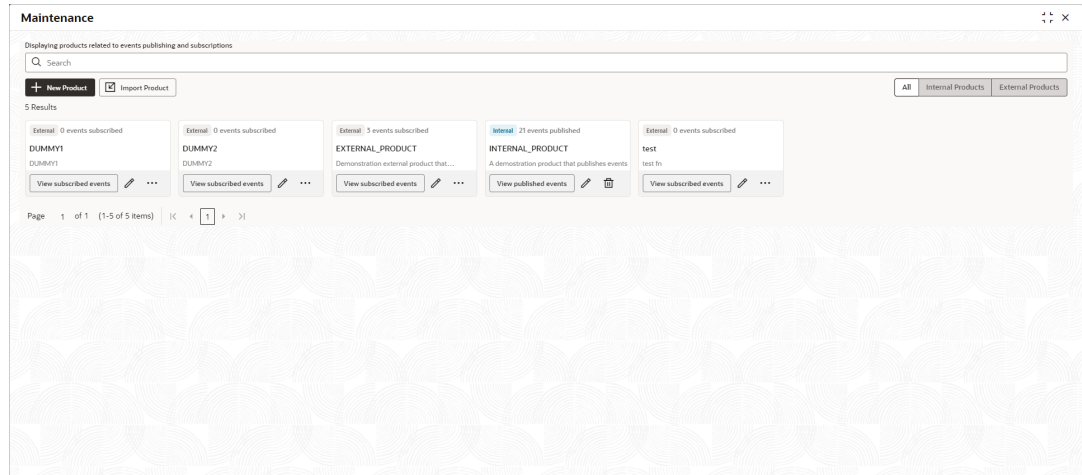 Maintenance
Displaying products related to events publishing and subscriptions
Search
New Product Import Product All Internal Products External Products
5 Results
External 0 events subscribed External 0 events subscribed External 3 events subscribed Internal 21 events published External 0 events subscribed
DUMMY1 DUMMY2 EXTERNAL_PRODUCT INTERNAL_PRODUCT test
DUMMY1 DUMMY2 Demonstration external product that.... A demostration product that publishes events test fn
View subscribed events View subscribed events View subscribed events View published events View subscribed events
Page 1 of 1 (1-5 of 5 items) 1